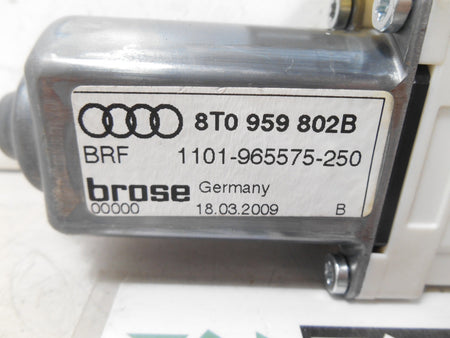 8T0 959 802B
BRF 1101-965575-250
brose Germany
00000 18.03.2009 B